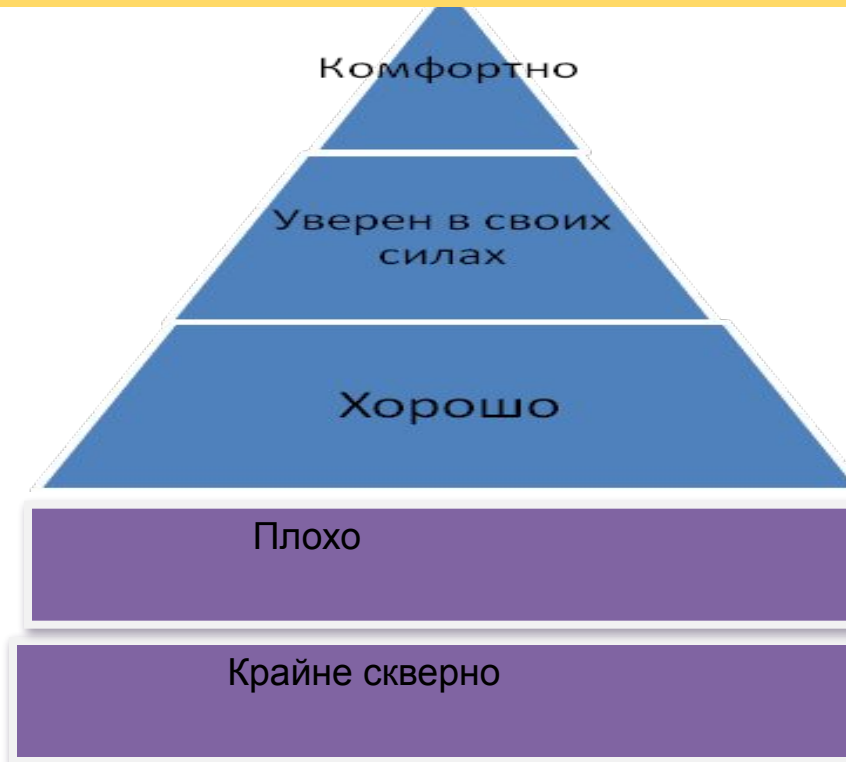 Комфортно
Уверен в своих
силах
Хорошо
Плохо
Крайне скверно